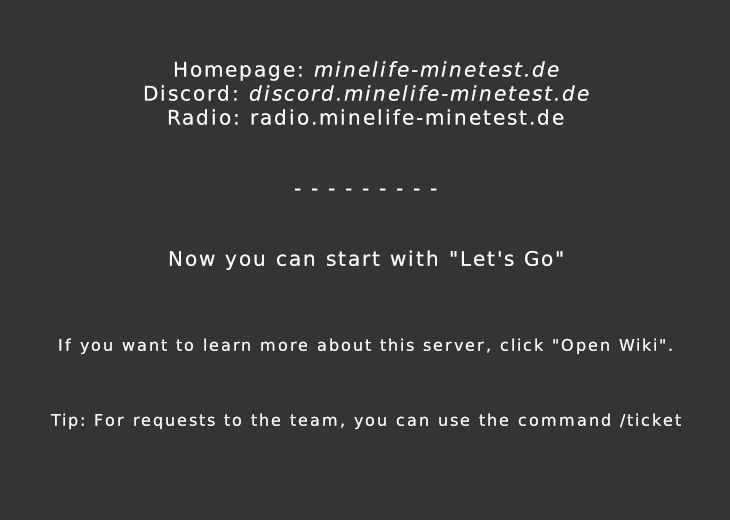 Homepage: minelife-minetest.de
Discord: discord.minelife-minetest.de
Radio: radio.minelife-minetest.de
- - - - - - - - -
Now you can start with "Let's Go"
If you want to learn more about this server, click "Open Wiki".
Tip: For requests to the team, you can use the command /ticket